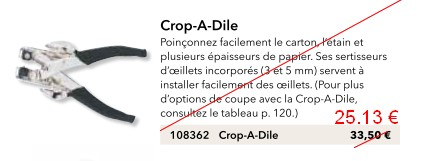 Crop-A-Dile
Poinçonnez facilement le carton, l'étain et
plusieurs épaisseurs de papier. Ses sertisseurs
d'œillets incorporés (3 et 5 mm) servent à
installer facilement des œillets. (Pour plus
d'options de coupe avec la Crop-A-Dile,
consultez le tableau p. 120.)
25.13 €
108362 Crop-A-Dile 33,50 €